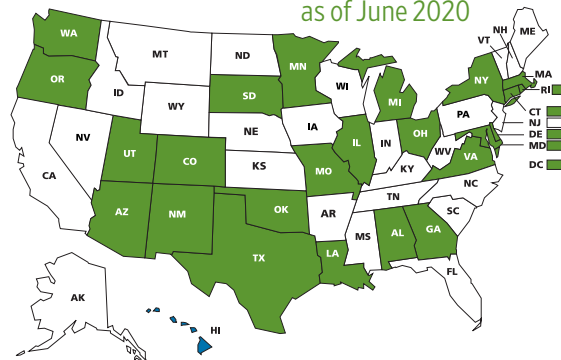 as of June 2020
WA
OR
CA
NV
ID
MT
WY
UT
AZ
CO
NM
ND
SD
NE
KS
OK
TX
MN
IA
MO
AR
LA
WI
IL
MI
IN
OH
KY
TN
MS
AL
GA
FL
SC
NC
VA
WV
PA
NY
VT
NH
ME
MA
RI
CT
NJ
DE
MD
DC
AK
HI